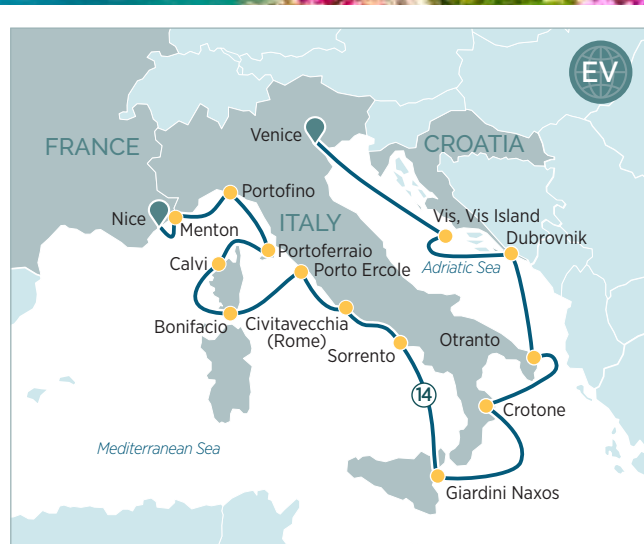 EV
FRANCE
CROATIA
Venice
Portofino
Nice
Menton
ITALY
Vis, Vis Island
Dubrovnik
Portoferraio
Calvi
Porto Ercole
Adriatic Sea
Bonifacio
Civitavecchia
(Rome)
Sorrento
Otranto
14
Crotone
Mediterranean Sea
Giardini Naxos